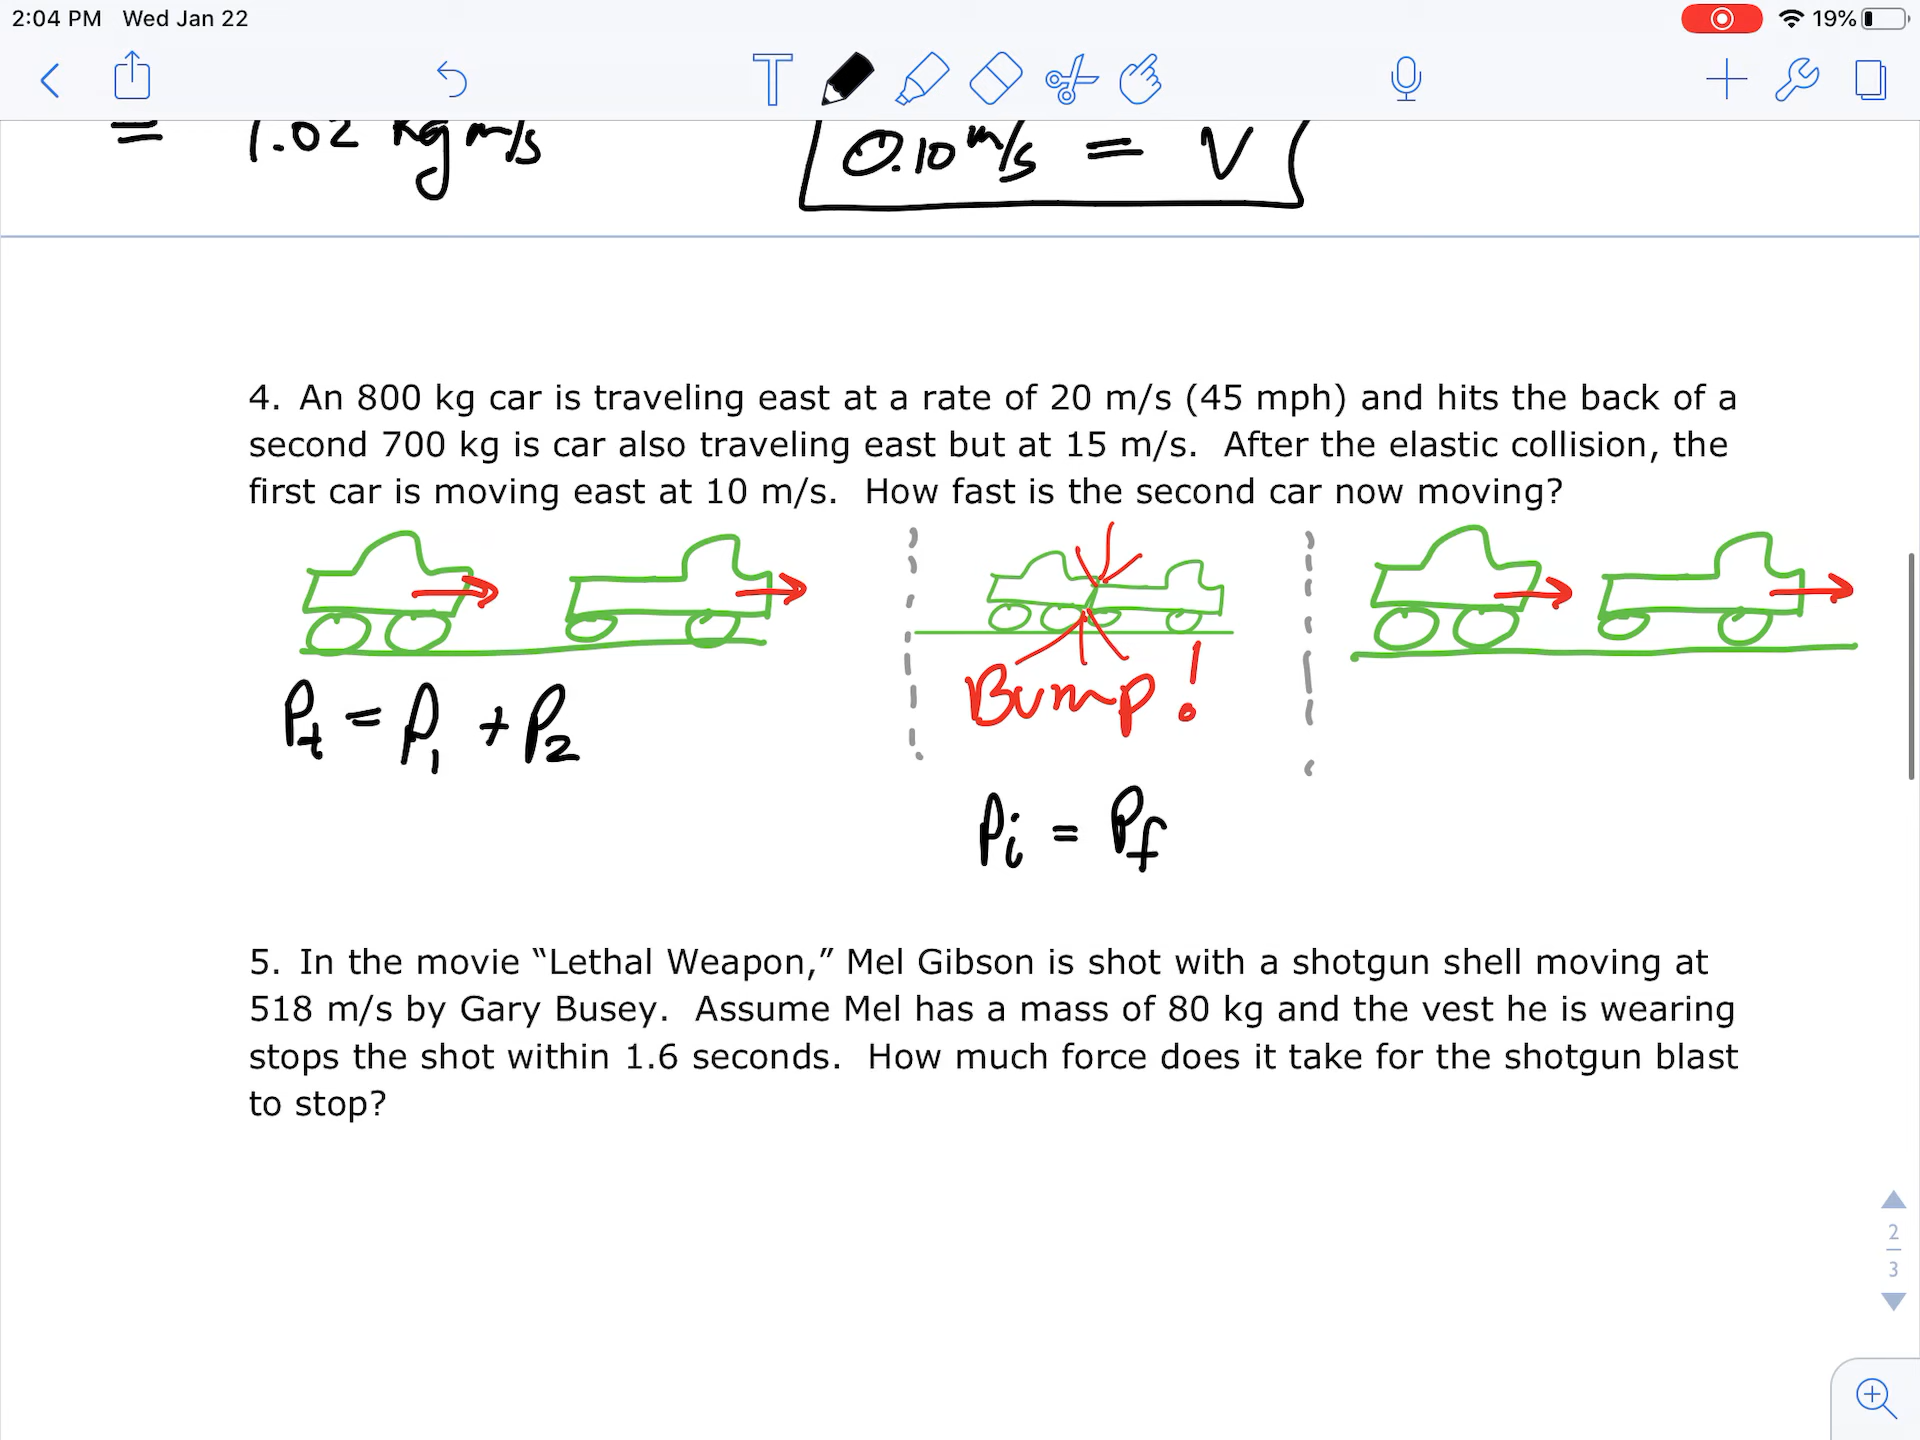 2:04 PM Wed Jan 22
19%
T
= 1.02 kg m/s
0.10 m/s = V
4. An 800 kg car is traveling east at a rate of 20 m/s (45 mph) and hits the back of a
second 700 kg is car also traveling east but at 15 m/s. After the elastic collision, the
first car is moving east at 10 m/s. How fast is the second car now moving?
Bump!
Pt = P1 + P2
Pi = Pf
5. In the movie “Lethal Weapon,” Mel Gibson is shot with a shotgun shell moving at
518 m/s by Gary Busey. Assume Mel has a mass of 80 kg and the vest he is wearing
stops the shot within 1.6 seconds. How much force does it take for the shotgun blast
to stop?
2
3